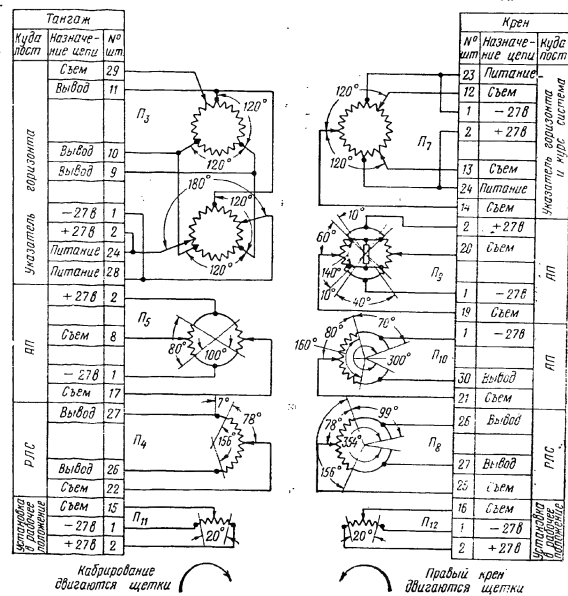 Тангаж
Куда пост
Назначение цепи
№ шт.
Съем 29
Вывод 11
Вывод 10
Вывод 9
−27в 1
+27в 2
Питание 24
Питание 28
Указатель горизонта
+27в 2
Съем 8
−27в 1
Съем 17
АП
Вывод 27
Вывод 26
Съем 22
РЛС
Съем 15
−27в 1
+27в 2
Установка в рабочее положение
П3
120°
120°
180°
120°
120°
П5
80°
100°
7°
П4
156°
78°
П11
20°
Кабрирование
двигаются щетки
Крен
№ шт
Назначение цепи
Куда пост
23 Питание
12 Съем
1 −27в
2 +27в
13 Съем
24 Питание
14 Съем
Указатель горизонта и курс система
2 +27в
20 Съем
1 −27в
19 Съем
АП
1 −27в
30 Вывод
21 Съем
АП
26 Вывод
27 Вывод
25 Съем
РЛС
16 Съем
1 −27в
2 +27в
Установка в рабочее положение
120°
П7
120°
10°
60°
140°
10°
40°
П9
80°
70°
160°
300°
П10
78°
99°
354°
156°
П8
П12
20°
Правый крен
двигаются щетки